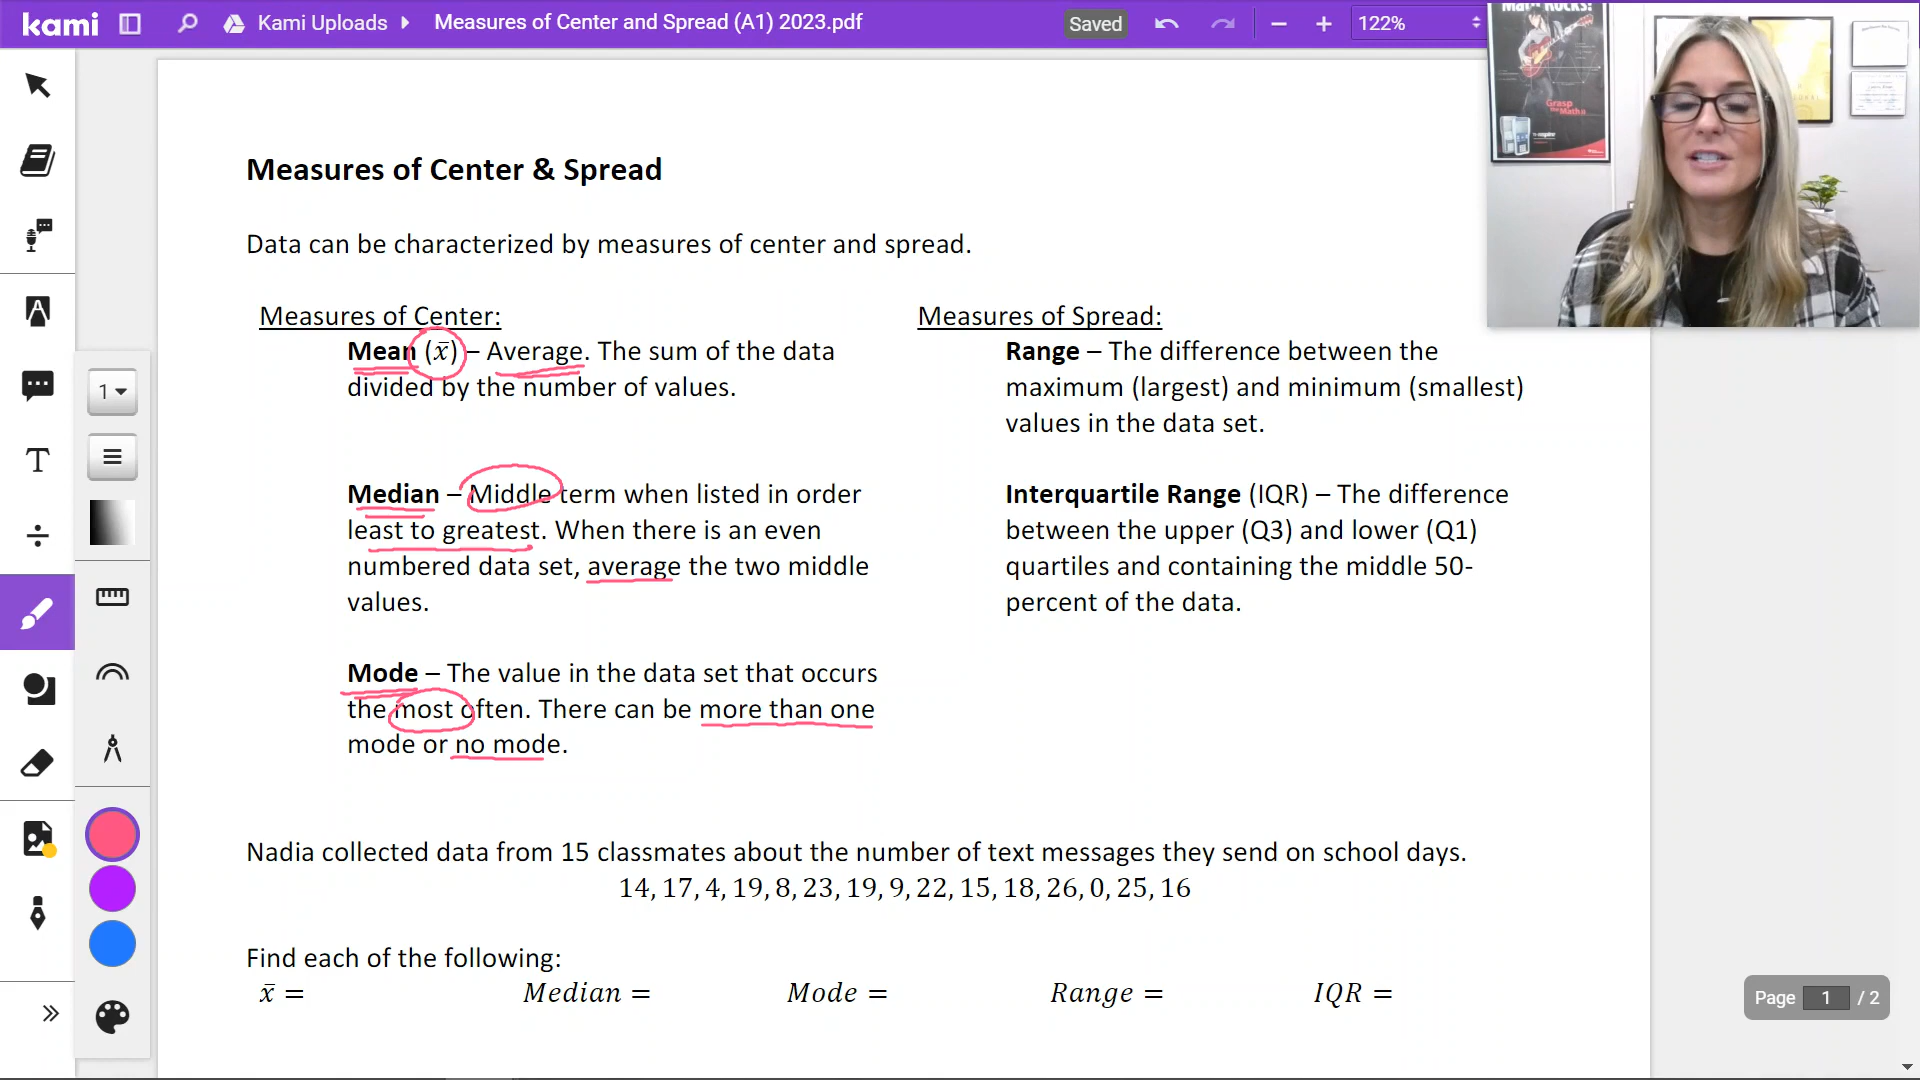 kami
Kami Uploads
Measures of Center and Spread (A1) 2023.pdf
Saved
122%
Math Rocks!
Grasp
the Math
Measures of Center & Spread
Data can be characterized by measures of center and spread.
Measures of Center:
Mean (x̄) – Average. The sum of the data
divided by the number of values.
Median – Middle term when listed in order
least to greatest. When there is an even
numbered data set, average the two middle
values.
Mode – The value in the data set that occurs
the most often. There can be more than one
mode or no mode.
Measures of Spread:
Range – The difference between the
maximum (largest) and minimum (smallest)
values in the data set.
Interquartile Range (IQR) – The difference
between the upper (Q3) and lower (Q1)
quartiles and containing the middle 50-
percent of the data.
1
T
Nadia collected data from 15 classmates about the number of text messages they send on school days.
14, 17, 4, 19, 8, 23, 19, 9, 22, 15, 18, 26, 0, 25, 16
Find each of the following:
x̄ = Median = Mode = Range = IQR =
Page 1 / 2